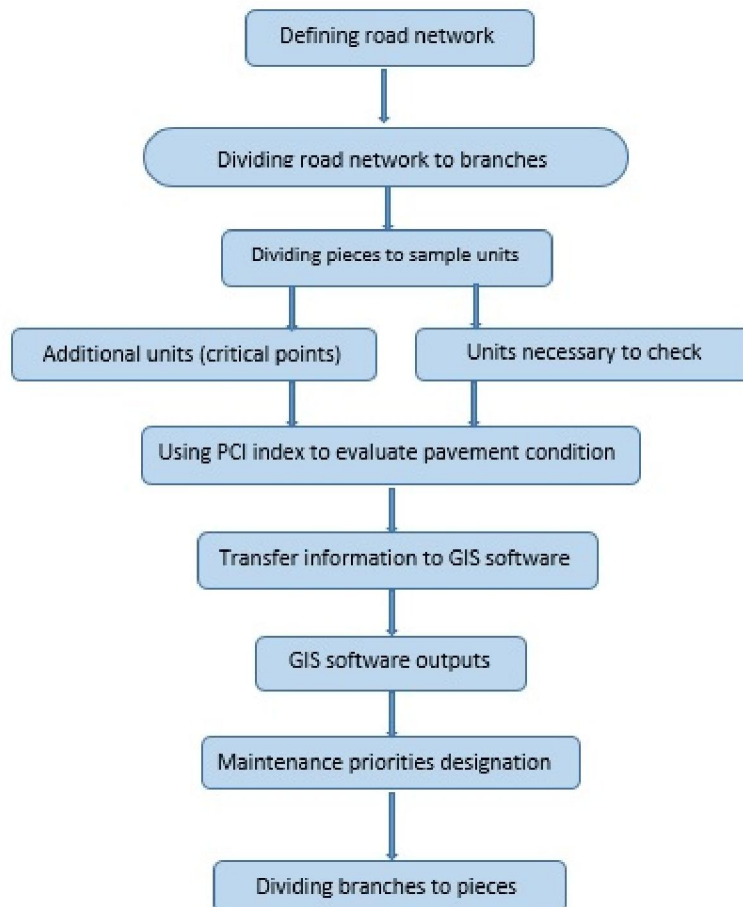 Defining road network
Dividing road network to branches
Dividing pieces to sample units
Additional units (critical points)
Units necessary to check
Using PCI index to evaluate pavement condition
Transfer information to GIS software
GIS software outputs
Maintenance priorities designation
Dividing branches to pieces